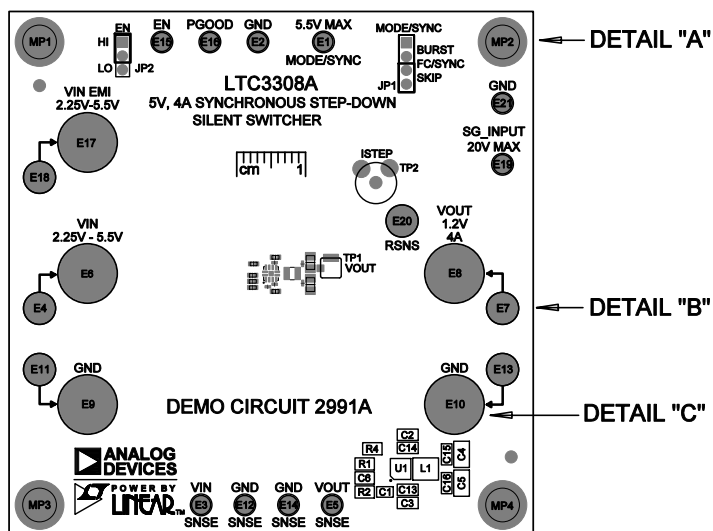 EN
EN
PGOOD
GND
5.5V MAX
MODE/SYNC
MP1
HI
E15
E16
E2
E1
MODE/SYNC
BURST
FC/SYNC
SKIP
MP2
DETAIL "A"
LO
JP2
JP1
LTC3308A
5V, 4A SYNCHRONOUS STEP-DOWN
SILENT SWITCHER
GND
E21
VIN EMI
2.25V-5.5V
E17
E18
cm 1
ISTEP
TP2
SG_INPUT
20V MAX
E19
E20
RSNS
VIN
2.25V - 5.5V
E6
E4
VOUT
1.2V
4A
E8
E7
TP1
VOUT
DETAIL "B"
E11
GND
E9
GND
E13
E10
DETAIL "C"
DEMO CIRCUIT 2991A
ANALOG
DEVICES
POWER BY
LINEAR™
C2
R4
C14
R1
U1
L1
C15
C4
C6
R2
C1
C13
C16
C5
C3
MP3
VIN
E3
SNSE
GND
E12
SNSE
GND
E14
SNSE
VOUT
E5
SNSE
MP4